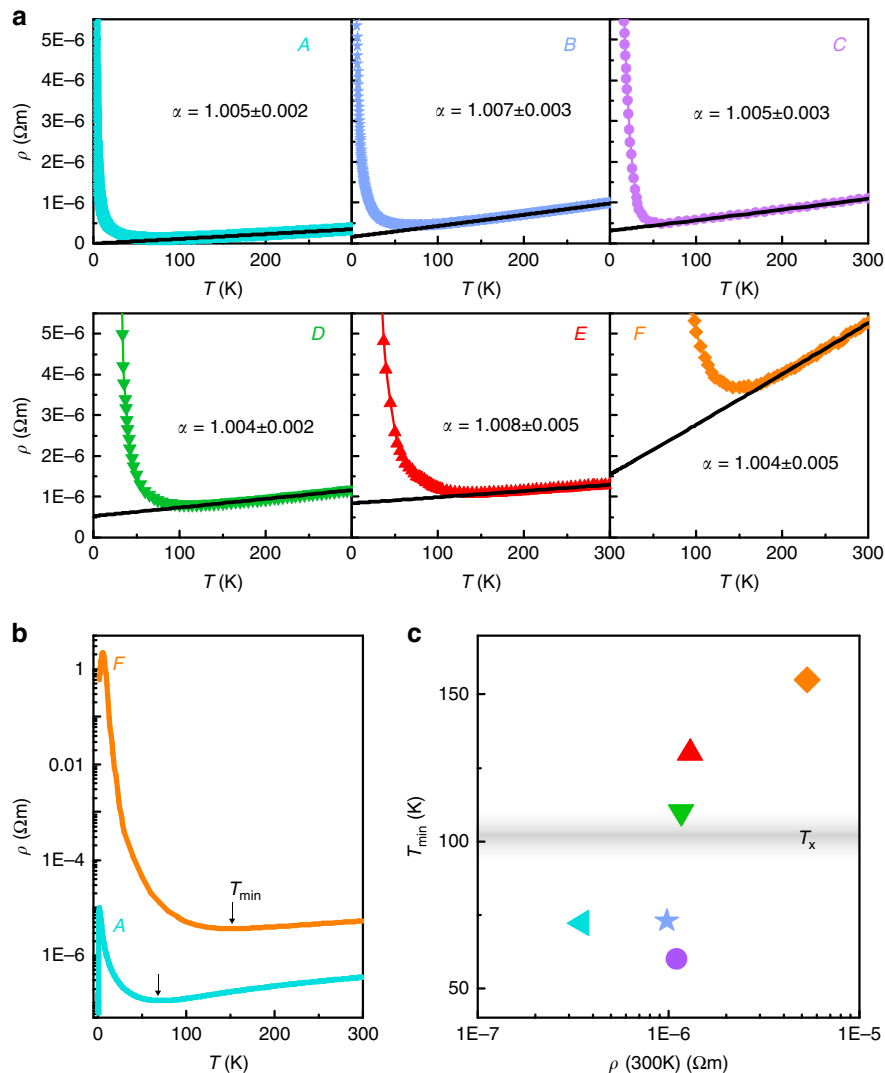 a
A
B
C
5E–6
4E–6
3E–6
2E–6
1E–6
0
ρ (Ωm)
α = 1.005±0.002
α = 1.007±0.003
α = 1.005±0.003
0 100 200 0 100 200 0 100 200 300
T (K) T (K) T (K)
D
E
F
5E–6
4E–6
3E–6
2E–6
1E–6
0
ρ (Ωm)
α = 1.004±0.002
α = 1.008±0.005
α = 1.004±0.005
0 100 200 0 100 200 300 100 200 300
T (K) T (K) T (K)
b
F
1
0.01
1E–4
1E–6
ρ (Ωm)
Tmin
A
0 100 200 300
T (K)
c
150
100
50
Tmin (K)
Tx
1E–7 1E–6 1E–5
ρ (300K) (Ωm)